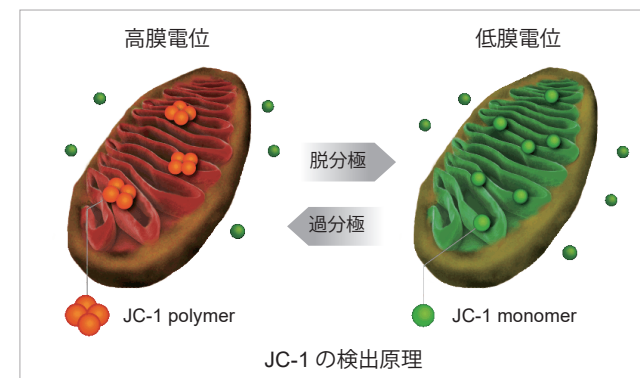 高膜電位
低膜電位
脱分極
過分極
JC-1 polymer
JC-1 monomer
JC-1 の検出原理